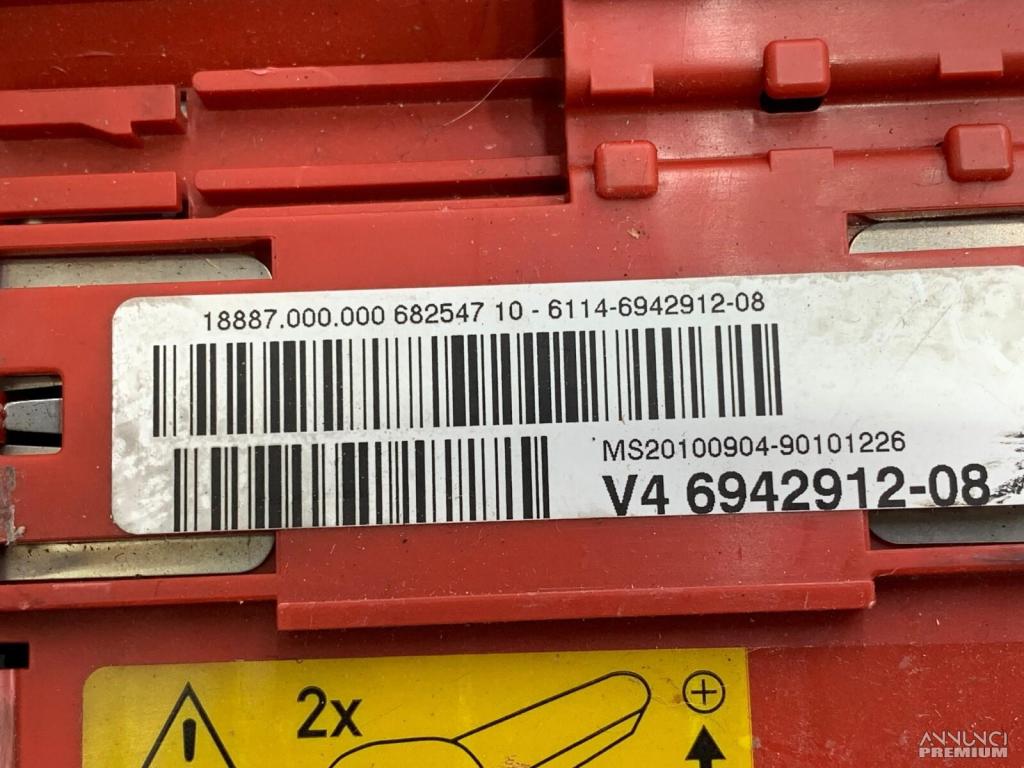 18887.000.000 682547 10 - 6114-6942912-08
MS20100904-90101226
V4 6942912-08
2x
ANNUNCI
PREMIUM